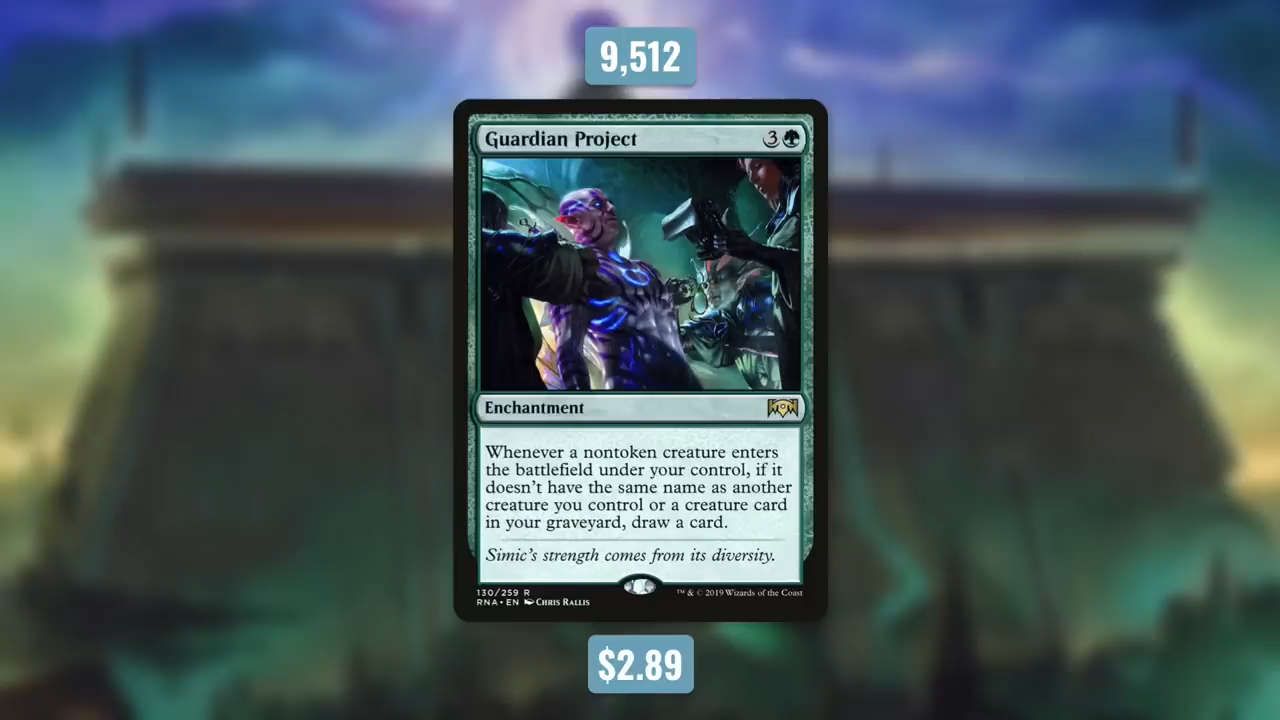 9,512
Guardian Project 3
Enchantment
Whenever a nontoken creature enters
the battlefield under your control, if it
doesn't have the same name as another
creature you control or a creature card
in your graveyard, draw a card.
Simic's strength comes from its diversity.
130/259 R
RNA • EN Chris Rallis
™ & © 2019 Wizards of the Coast
$2.89